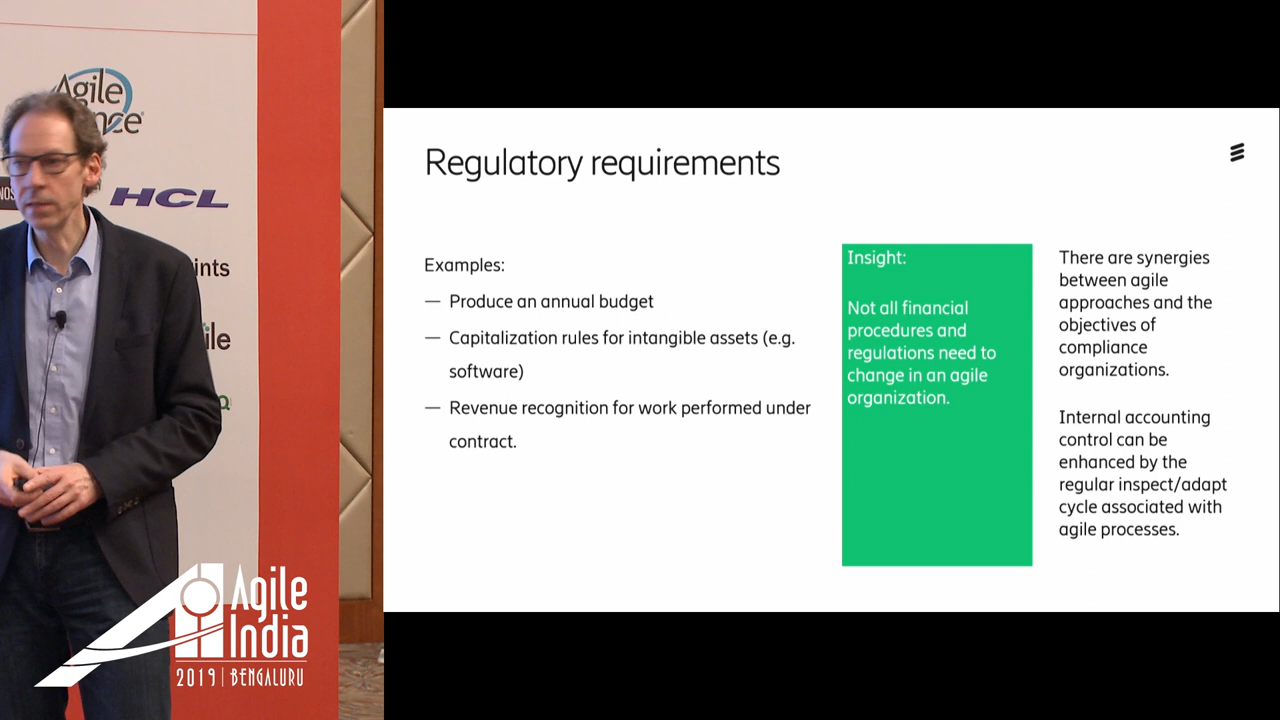 Agile
HCL
Agile
India
2019 | BENGALURU
Regulatory requirements
Examples:
— Produce an annual budget
— Capitalization rules for intangible assets (e.g.
software)
— Revenue recognition for work performed under
contract.
Insight:
Not all financial
procedures and
regulations need to
change in an agile
organization.
There are synergies
between agile
approaches and the
objectives of
compliance
organizations.
Internal accounting
control can be
enhanced by the
regular inspect/adapt
cycle associated with
agile processes.